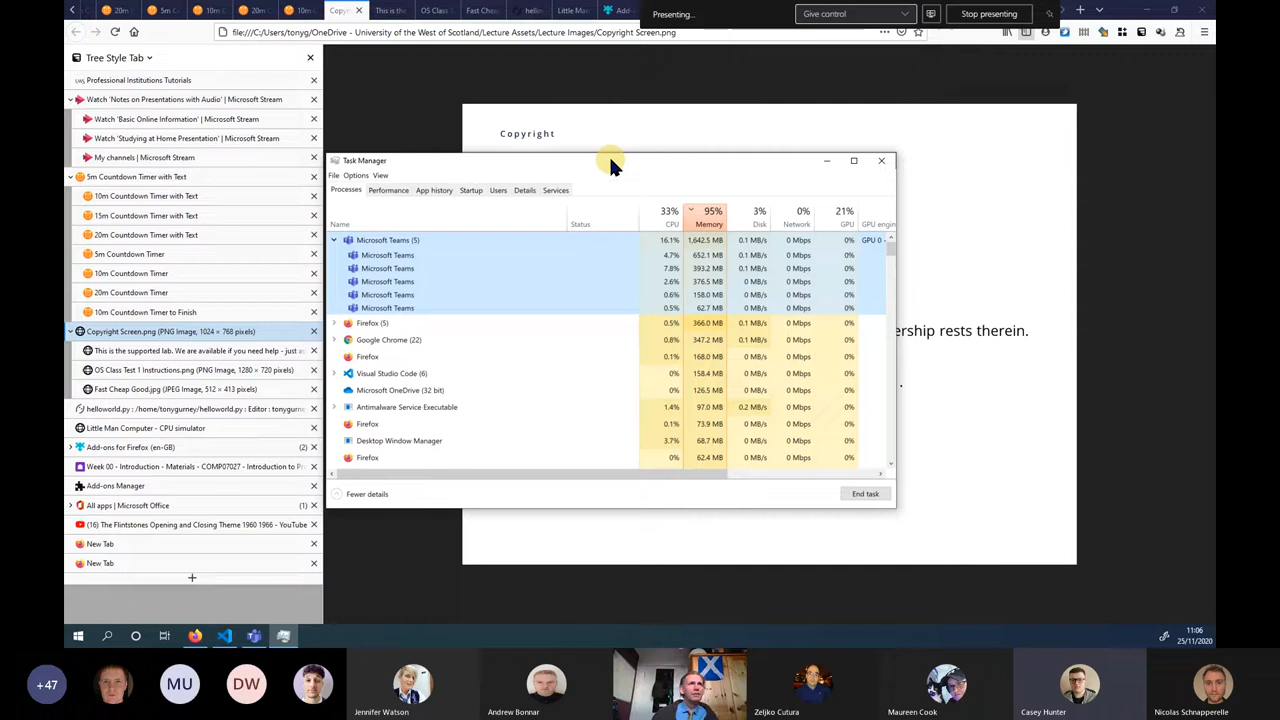 20m
5m C
10m
20m
10m
Copyr
This is the
OS Class
Fast Cheap
hellow
Little Man
Add-
Presenting...
Give control
Stop presenting
file:///C:/Users/tonyg/OneDrive - University of the West of Scotland/Lecture Assets/Lecture Images/Copyright Screen.png
Tree Style Tab
UWS Professional Institutions Tutorials
Watch 'Notes on Presentations with Audio' | Microsoft Stream
Watch 'Basic Online Information' | Microsoft Stream
Watch 'Studying at Home Presentation' | Microsoft Stream
My channels | Microsoft Stream
5m Countdown Timer with Text
10m Countdown Timer with Text
15m Countdown Timer with Text
20m Countdown Timer with Text
5m Countdown Timer
10m Countdown Timer
20m Countdown Timer
10m Countdown Timer to Finish
Copyright Screen.png (PNG Image, 1024 × 768 pixels)
This is the supported lab. We are available if you need help - just as
OS Class Test 1 Instructions.png (PNG Image, 1280 × 720 pixels)
Fast Cheap Good.jpg (JPEG Image, 512 × 413 pixels)
helloworld.py : /home/tonygurney/helloworld.py : Editor : tonygurne
Little Man Computer - CPU simulator
Add-ons for Firefox (en-GB) (2)
Week 00 - Introduction - Materials - COMP07027 - Introduction to Pr
Add-ons Manager
All apps | Microsoft Office (1)
(16) The Flintstones Opening and Closing Theme 1960 1966 - YouTube
New Tab
New Tab
Copyright
ership rests therein.
.
Task Manager
File Options View
Processes Performance App history Startup Users Details Services
33% 95% 3% 0% 21%
Name Status CPU Memory Disk Network GPU GPU engin
Microsoft Teams (5) 16.1% 1,642.5 MB 0.1 MB/s 0 Mbps 0% GPU 0 -
Microsoft Teams 4.7% 652.1 MB 0.1 MB/s 0 Mbps 0%
Microsoft Teams 7.8% 393.2 MB 0.1 MB/s 0 Mbps 0%
Microsoft Teams 2.6% 376.5 MB 0 MB/s 0 Mbps 0%
Microsoft Teams 0.6% 158.0 MB 0 MB/s 0 Mbps 0%
Microsoft Teams 0.5% 62.7 MB 0 MB/s 0 Mbps 0%
Firefox (5) 0.5% 366.0 MB 0.1 MB/s 0 Mbps 0%
Google Chrome (22) 0.8% 347.2 MB 0.1 MB/s 0 Mbps 0%
Firefox 0.1% 168.0 MB 0 MB/s 0 Mbps 0%
Visual Studio Code (6) 0% 158.4 MB 0 MB/s 0 Mbps 0%
Microsoft OneDrive (32 bit) 0% 126.5 MB 0 MB/s 0 Mbps 0%
Antimalware Service Executable 1.4% 97.0 MB 0.2 MB/s 0 Mbps 0%
Firefox 0.1% 73.9 MB 0 MB/s 0 Mbps 0%
Desktop Window Manager 3.7% 68.7 MB 0 MB/s 0 Mbps 0%
Firefox 0% 62.4 MB 0 MB/s 0 Mbps 0%
Fewer details
End task
11:06
25/11/2020
+47
MU
DW
Jennifer Watson
Andrew Bonnar
Zeljko Cutura
Maureen Cook
Casey Hunter
Nicolas Schnapperelle